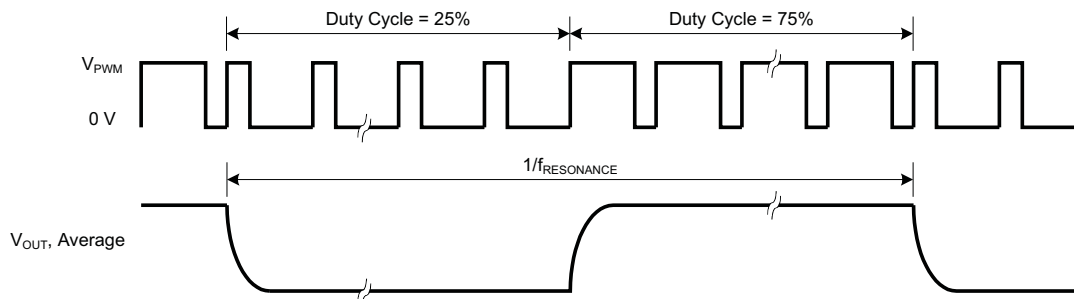 Duty Cycle = 25%
Duty Cycle = 75%
VPWM
0 V
1/fRESONANCE
VOUT, Average